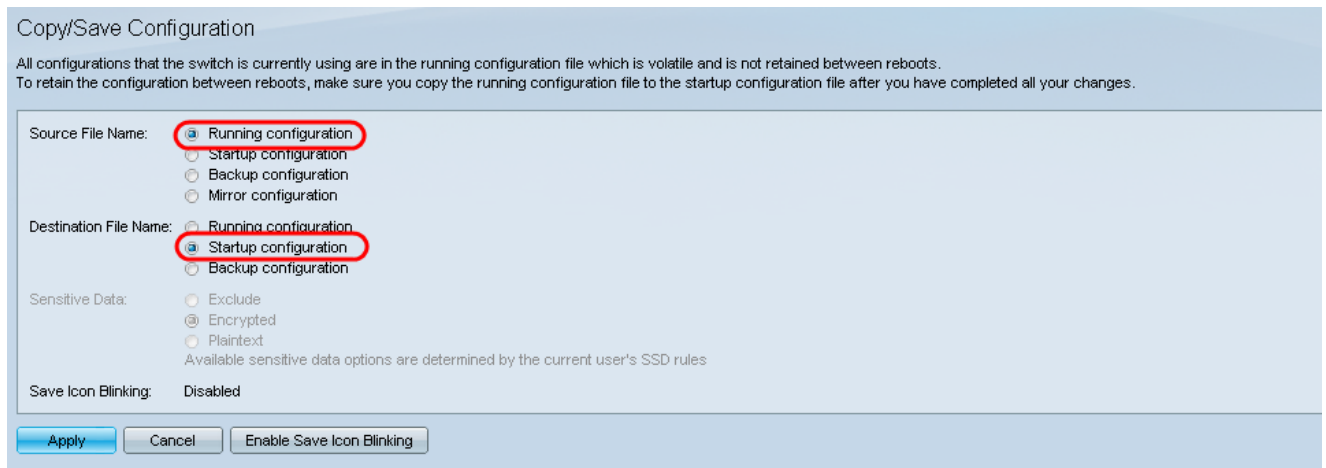 Copy/Save Configuration
All configurations that the switch is currently using are in the running configuration file which is volatile and is not retained between reboots.
To retain the configuration between reboots, make sure you copy the running configuration file to the startup configuration file after you have completed all your changes.
Source File Name: Running configuration
Startup configuration
Backup configuration
Mirror configuration
Destination File Name: Running configuration
Startup configuration
Backup configuration
Sensitive Data: Exclude
Encrypted
Plaintext
Available sensitive data options are determined by the current user's SSD rules
Save Icon Blinking: Disabled
Apply Cancel Enable Save Icon Blinking